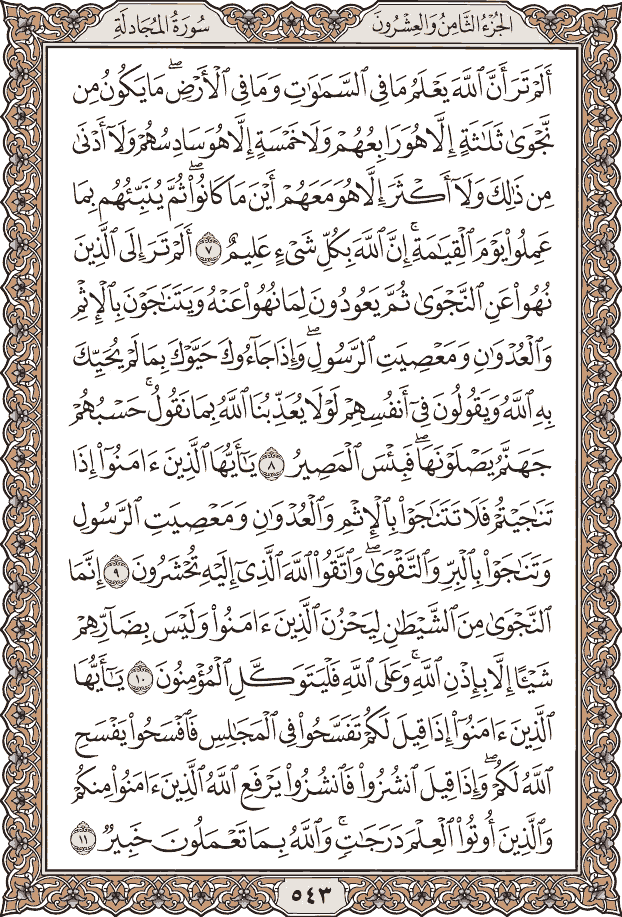 الجُزْءُ الثَّامِنُ وَالعِشْرُونَ
سُورَةُ المُجَادلَةِ
أَلَمْ تَرَ أَنَّ ٱللَّهَ يَعْلَمُ مَا فِي ٱلسَّمَٰوَٰتِ وَمَا فِي ٱلْأَرْضِۖ مَا يَكُونُ مِن
نَّجْوَىٰ ثَلَٰثَةٍ إِلَّا هُوَ رَابِعُهُمْ وَلَا خَمْسَةٍ إِلَّا هُوَ سَادِسُهُمْ وَلَآ أَدْنَىٰ
مِن ذَٰلِكَ وَلَآ أَكْثَرَ إِلَّا هُوَ مَعَهُمْ أَيْنَ مَا كَانُوا۟ۖ ثُمَّ يُنَبِّئُهُم بِمَا
عَمِلُوا۟ يَوْمَ ٱلْقِيَٰمَةِۚ إِنَّ ٱللَّهَ بِكُلِّ شَيْءٍ عَلِيمٌ ٧ أَلَمْ تَرَ إِلَى ٱلَّذِينَ
نُهُوا۟ عَنِ ٱلنَّجْوَىٰ ثُمَّ يَعُودُونَ لِمَا نُهُوا۟ عَنْهُ وَيَتَنَٰجَوْنَ بِٱلْإِثْمِ
وَٱلْعُدْوَٰنِ وَمَعْصِيَتِ ٱلرَّسُولِۖ وَإِذَا جَآءُوكَ حَيَّوْكَ بِمَا لَمْ يُحَيِّكَ
بِهِ ٱللَّهُ وَيَقُولُونَ فِيٓ أَنفُسِهِمْ لَوْلَا يُعَذِّبُنَا ٱللَّهُ بِمَا نَقُولُۚ حَسْبُهُمْ
جَهَنَّمُ يَصْلَوْنَهَاۖ فَبِئْسَ ٱلْمَصِيرُ ٨ يَٰٓأَيُّهَا ٱلَّذِينَ ءَامَنُوٓا۟ إِذَا
تَنَٰجَيْتُمْ فَلَا تَتَنَٰجَوْا۟ بِٱلْإِثْمِ وَٱلْعُدْوَٰنِ وَمَعْصِيَتِ ٱلرَّسُولِ
وَتَنَٰجَوْا۟ بِٱلْبِرِّ وَٱلتَّقْوَىٰۖ وَٱتَّقُوا۟ ٱللَّهَ ٱلَّذِيٓ إِلَيْهِ تُحْشَرُونَ ٩ إِنَّمَا
ٱلنَّجْوَىٰ مِنَ ٱلشَّيْطَٰنِ لِيَحْزُنَ ٱلَّذِينَ ءَامَنُوا۟ وَلَيْسَ بِضَآرِّهِمْ
شَيْـًٔا إِلَّا بِإِذْنِ ٱللَّهِۚ وَعَلَى ٱللَّهِ فَلْيَتَوَكَّلِ ٱلْمُؤْمِنُونَ ١٠ يَٰٓأَيُّهَا
ٱلَّذِينَ ءَامَنُوٓا۟ إِذَا قِيلَ لَكُمْ تَفَسَّحُوا۟ فِي ٱلْمَجَٰلِسِ فَٱفْسَحُوا۟ يَفْسَحِ
ٱللَّهُ لَكُمْۖ وَإِذَا قِيلَ ٱنشُزُوا۟ فَٱنشُزُوا۟ يَرْفَعِ ٱللَّهُ ٱلَّذِينَ ءَامَنُوا۟ مِنكُمْ
وَٱلَّذِينَ أُوتُوا۟ ٱلْعِلْمَ دَرَجَٰتٍۚ وَٱللَّهُ بِمَا تَعْمَلُونَ خَبِيرٌ ١١
٥٤٣